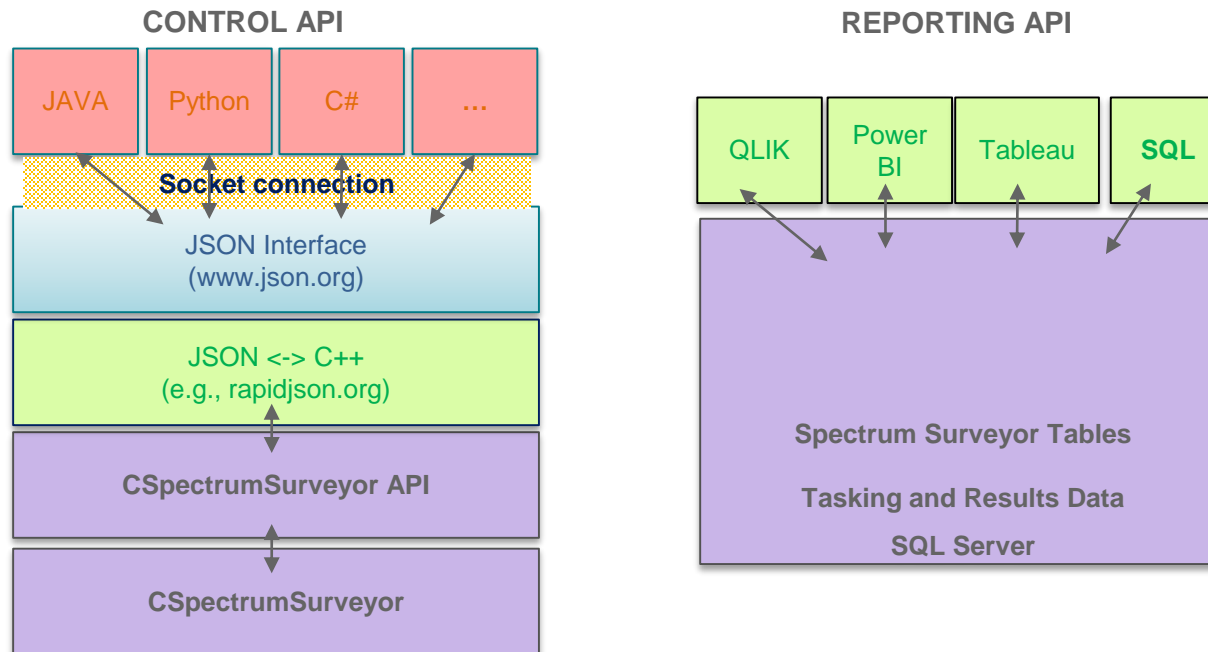 CONTROL API
JAVA
Python
C#
...
Socket connection
JSON Interface
(www.json.org)
JSON <-> C++
(e.g., rapidjson.org)
CSpectrumSurveyor API
CSpectrumSurveyor
REPORTING API
QLIK
Power
BI
Tableau
SQL
Spectrum Surveyor Tables
Tasking and Results Data
SQL Server